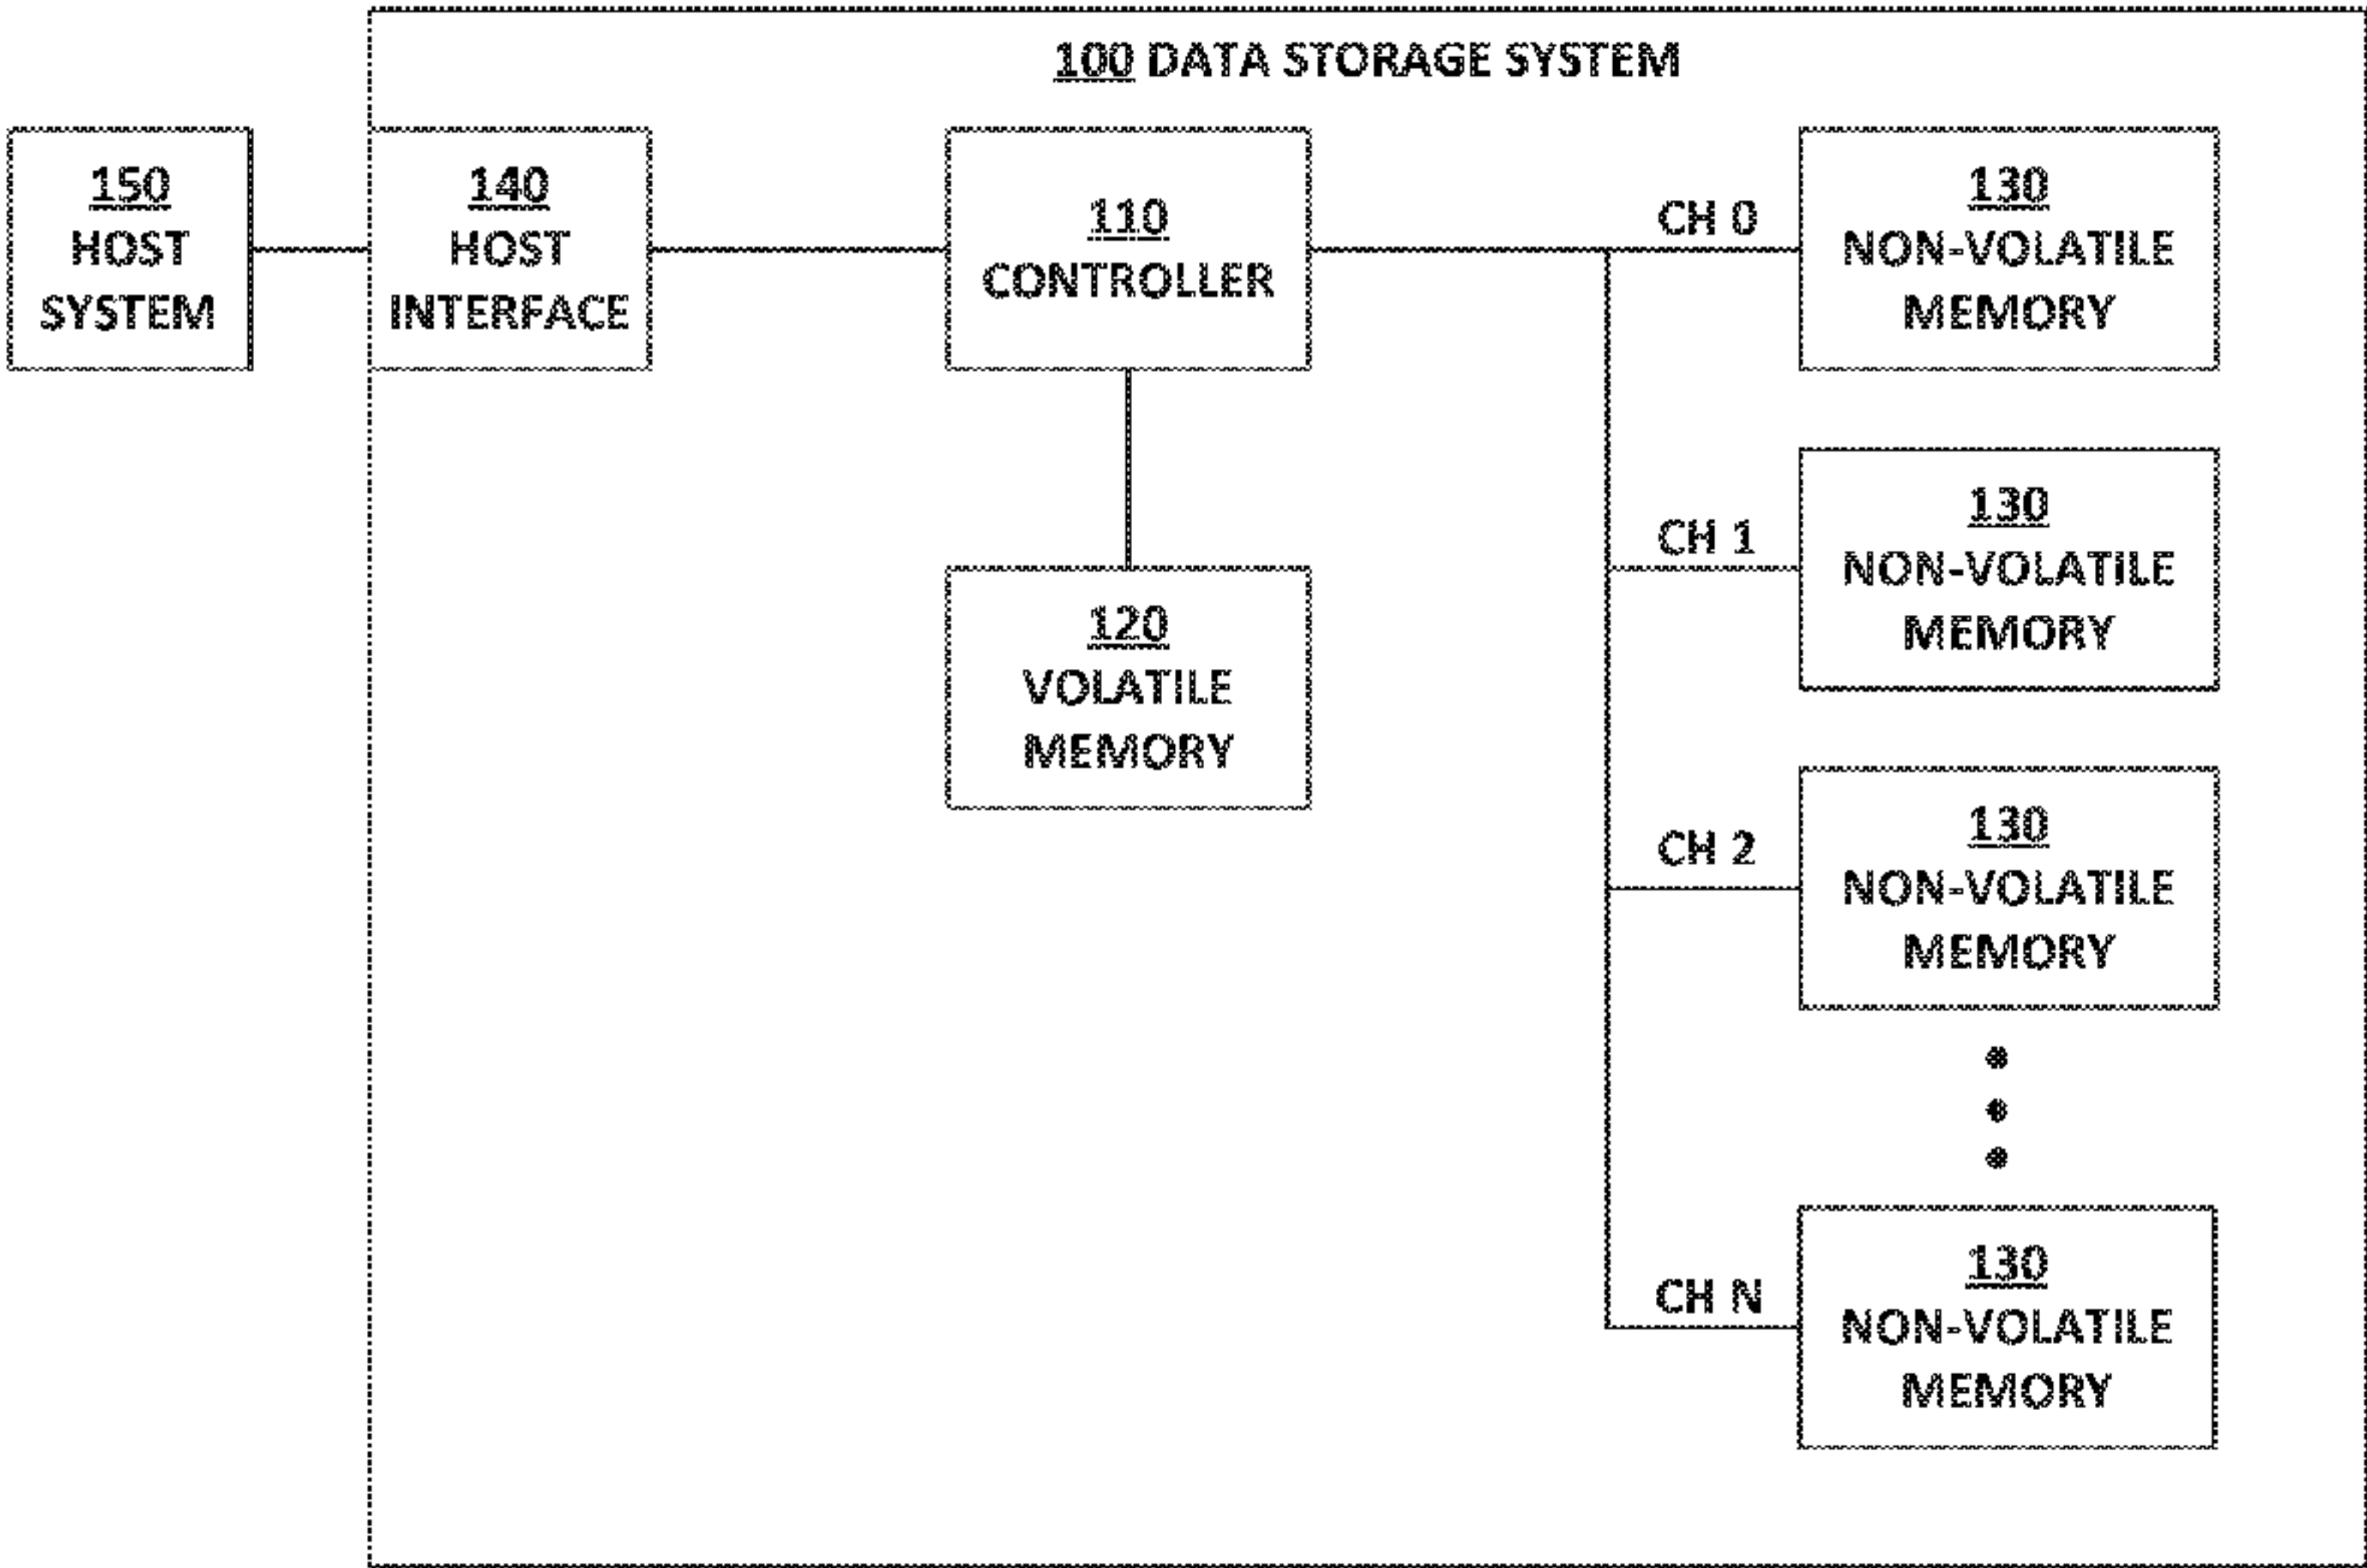 100 DATA STORAGE SYSTEM
150
HOST
SYSTEM
140
HOST
INTERFACE
110
CONTROLLER
120
VOLATILE
MEMORY
CH 0
130
NON-VOLATILE
MEMORY
CH 1
130
NON-VOLATILE
MEMORY
CH 2
130
NON-VOLATILE
MEMORY
CH N
130
NON-VOLATILE
MEMORY